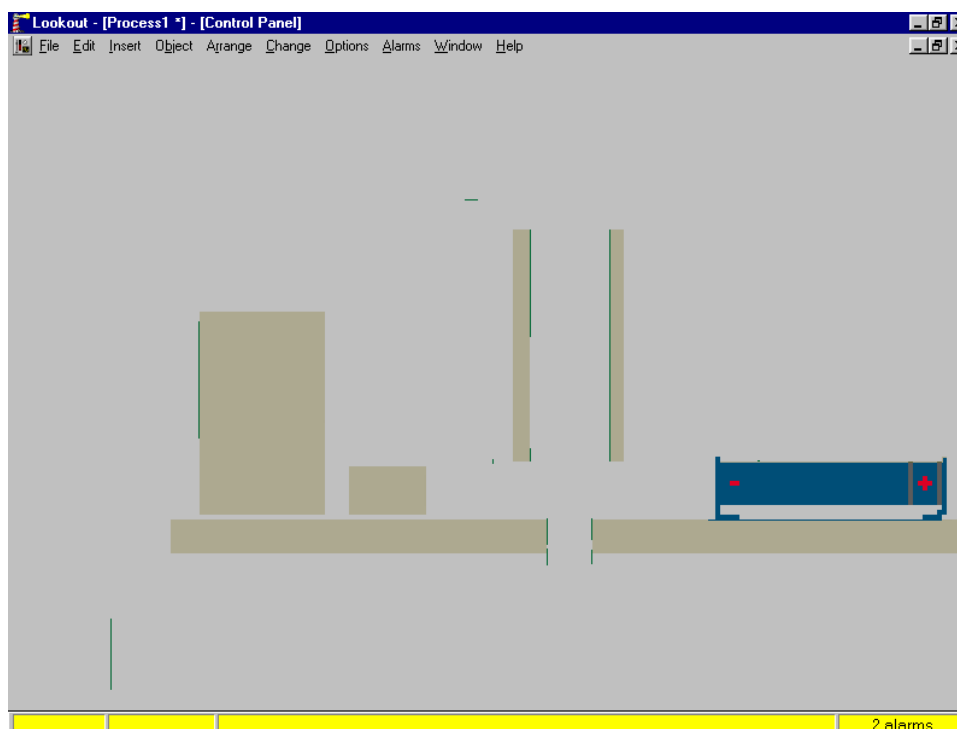 Lookout - [Process1 *] - [Control Panel]
File Edit Insert Object Arrange Change Options Alarms Window Help
- +
2 alarms